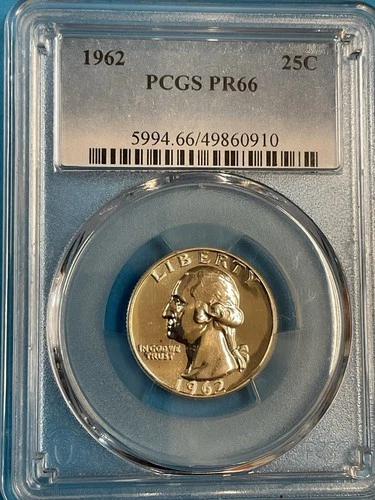 1962 25C
PCGS PR66
5994.66/49860910
LIBERTY
IN GOD WE
TRUST
1962